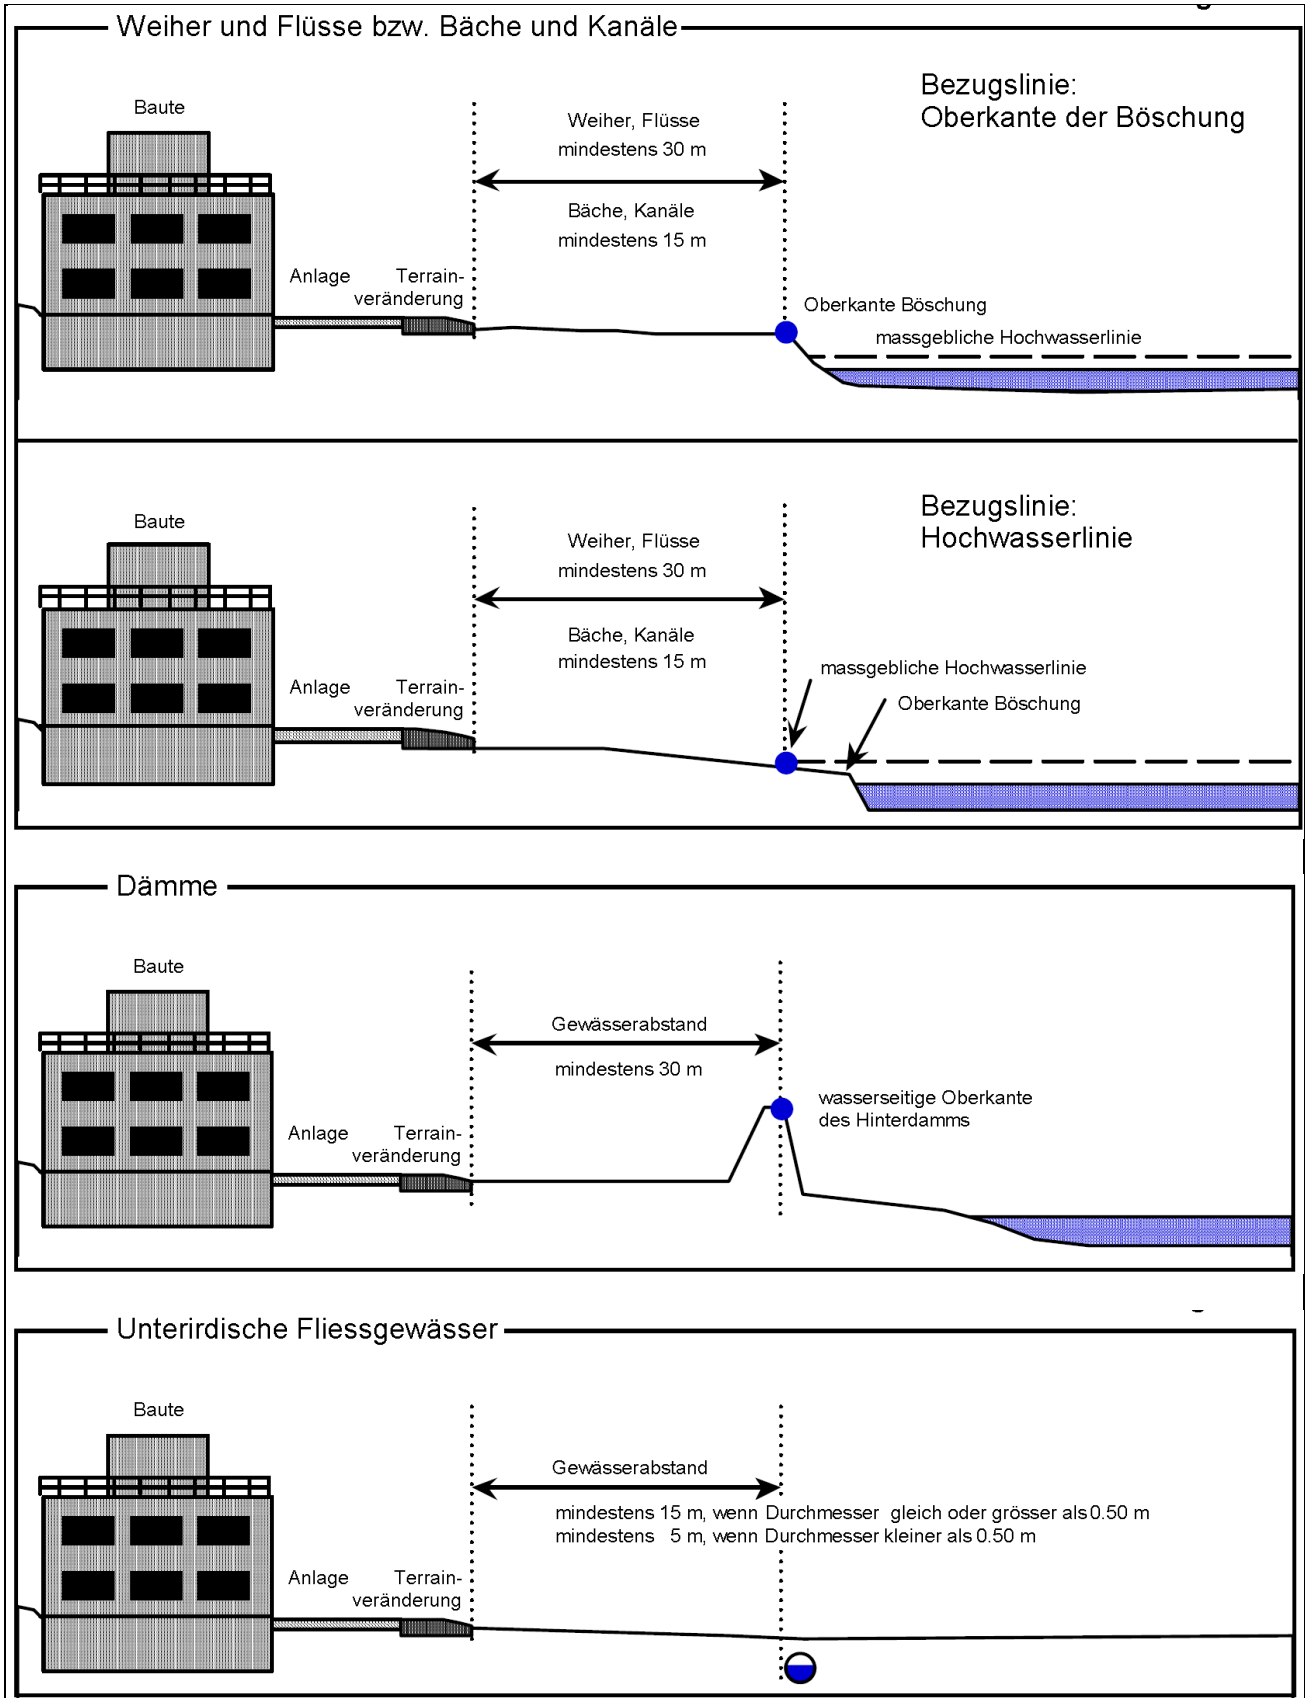 Weiher und Flüsse bzw. Bäche und Kanäle
Bezugslinie:
Oberkante der Böschung
Baute
Weiher, Flüsse
mindestens 30 m
Bäche, Kanäle
mindestens 15 m
Anlage
Terrain-
veränderung
Oberkante Böschung
massgebliche Hochwasserlinie
Bezugslinie:
Hochwasserlinie
Baute
Weiher, Flüsse
mindestens 30 m
Bäche, Kanäle
mindestens 15 m
Anlage
Terrain-
veränderung
massgebliche Hochwasserlinie
Oberkante Böschung
Dämme
Baute
Gewässerabstand
mindestens 30 m
wasserseitige Oberkante
des Hinterdamms
Anlage
Terrain-
veränderung
Unterirdische Fliessgewässer
Baute
Gewässerabstand
mindestens 15 m, wenn Durchmesser gleich oder grösser als 0.50 m
mindestens 5 m, wenn Durchmesser kleiner als 0.50 m
Anlage
Terrain-
veränderung